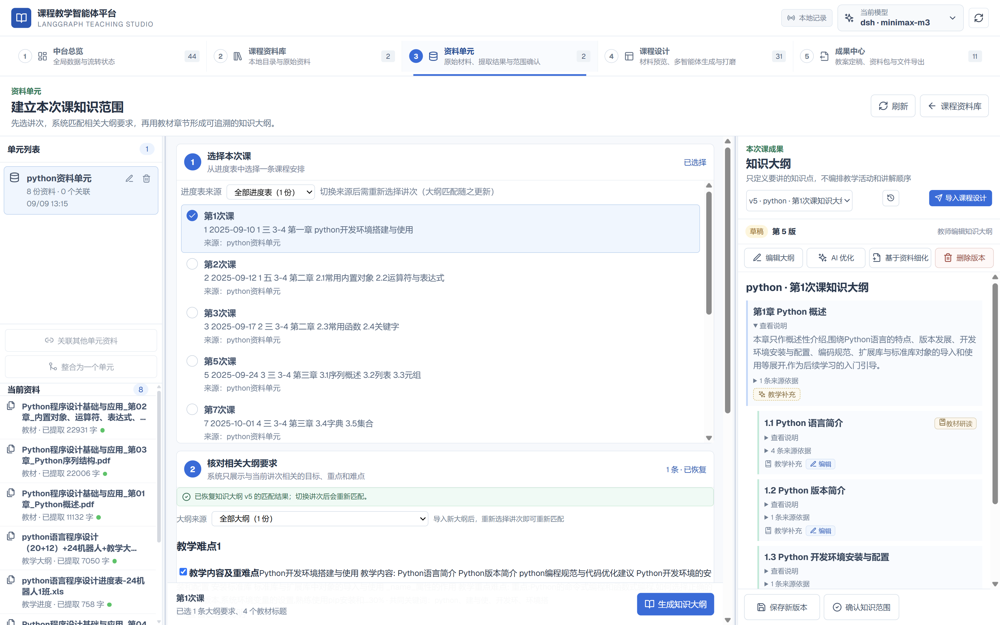 课程教学智能体平台
LANGGRAPH TEACHING STUDIO
本地记录
当前模型
dsh · minimax-m3
1
中台总览
全局数据与流转状态
44
2
课程资料库
本地目录与原始资料
2
3
资料单元
原始材料、提取结果与范围确认
2
4
课程设计
材料预览、多智能体生成与打磨
31
5
成果中心
教案定稿、资料包与文件导出
11
资料单元
建立本次课知识范围
先选讲次，系统匹配相关大纲要求，再用教材章节形成可追溯的知识大纲。
刷新
课程资料库
单元列表
1
python资料单元
8 份资料 · 0 个关联
09/09 13:15
关联其他单元资料
整合为一个单元
当前资料
8
Python程序设计基础与应用_第02
章_内置对象、运算符、表达式、...
教材 · 已提取 22931 字
Python程序设计基础与应用_第03
章_Python序列结构.pdf
教材 · 已提取 22006 字
Python程序设计基础与应用_第01
章_Python概述.pdf
教材 · 已提取 11132 字
python语言程序设计
（20+12）+24机器人+教学大...
教学大纲 · 已提取 7050 字
python语言程序设计进度表-24机
器人1班.xls
教学进度 · 已提取 758 字
Python程序设计基础与应用_第04
1
选择本次课
从进度表中选择一条课程安排
已选择
进度表来源
全部进度表（1 份）
切换来源后需重新选择讲次（大纲匹配随之更新）
第1次课
1 2025-09-10 1 三 3-4 第一章 python开发环境搭建与使用
来源：python资料单元
第2次课
2 2025-09-12 1 五 3-4 第二章 2.1常用内置对象 2.2运算符与表达式
来源：python资料单元
第3次课
3 2025-09-17 2 三 3-4 第二章 2.3常用函数 2.4关键字
来源：python资料单元
第5次课
5 2025-09-24 3 三 3-4 第三章 3.1序列概述 3.2列表 3.3元组
来源：python资料单元
第7次课
7 2025-10-01 4 三 3-4 第三章 3.4字典 3.5集合
来源：python资料单元
2
核对相关大纲要求
系统只展示与当前讲次相关的目标、重点和难点
1 条 · 已恢复
已恢复知识大纲 v5 的匹配结果；切换讲次后会重新匹配。
大纲来源
全部大纲（1 份）
导入新大纲后，重新选择讲次即可重新匹配
教学难点1
教学内容及重难点Python开发环境搭建与使用 教学内容: Python语言简介 Python版本简介 python编程规范与代码优化建议 Python开发环境的安
第1次课
已选 1 条大纲要求、4 个教材标题
生成知识大纲
本次课成果
知识大纲
只定义要讲的知识点，不编排教学活动和讲解顺序
v5 · python · 第1次课知识大纟
导入课程设计
草稿
第 5 版
教师编辑知识大纲
编辑大纲
AI 优化
基于资料细化
删除版本
python · 第1次课知识大纲
第1章 Python 概述
查看说明
本章只作概述性介绍,围绕Python语言的特点、版本发展、开发
环境安装与配置、编码规范、扩展库与标准库对象的导入和使
用等展开,作为后续学习的入门引导。
1 条来源依据
教学补充
1.1 Python 语言简介
教材研读
查看说明
4 条来源依据
教学补充
编辑
1.2 Python 版本简介
查看说明
1 条来源依据
教学补充
编辑
1.3 Python 开发环境安装与配置
查看说明
1 条来源依据
保存新版本
确认知识范围